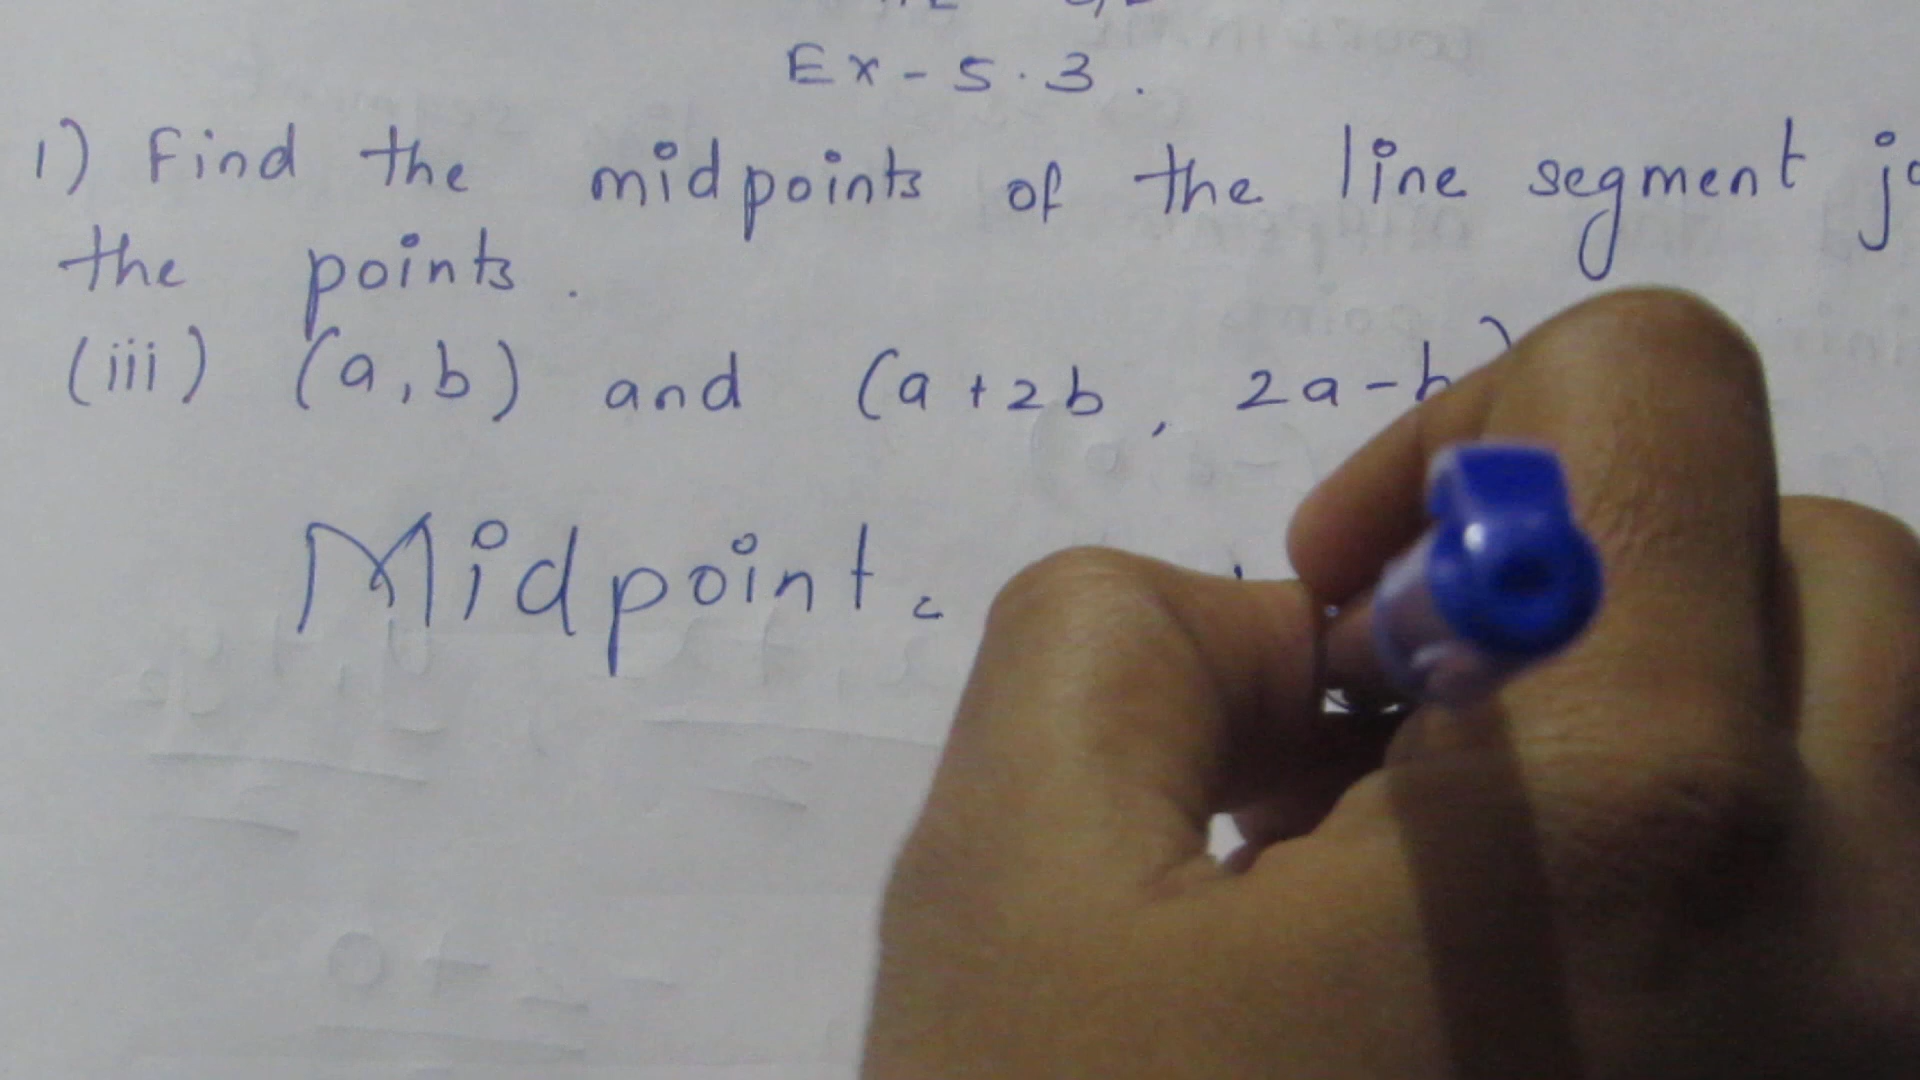 Ex - 5.3.
1) Find the midpoints of the line segment
the points.
(iii) (a,b) and (a+2b, 2a-b)
Midpoint